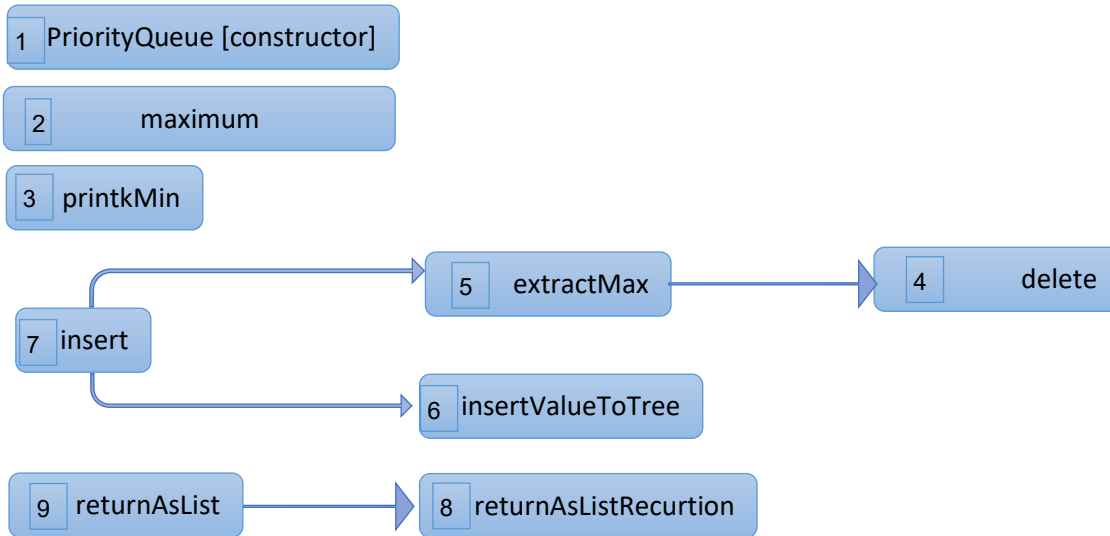 1 PriorityQueue [constructor]
2 maximum
3 printkMin
5 extractMax
4 delete
7 insert
6 insertValueToTree
9 returnAsList
8 returnAsListRecurtion